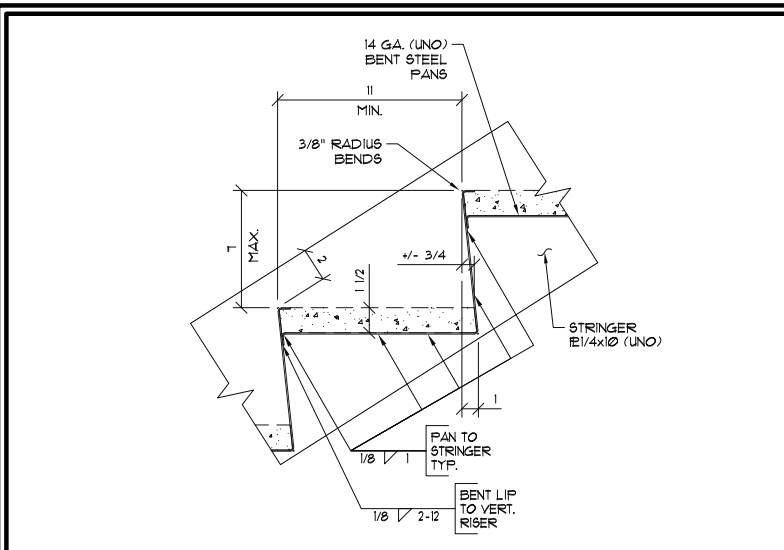 14 GA. (UNO)
BENT STEEL
PANS
11
MIN.
3/8" RADIUS
BENDS
7
MAX.
2
1 1/2
+/- 3/4
STRINGER
PL1/4x10 (UNO)
1
PAN TO
STRINGER
TYP.
1/8 1
BENT LIP
TO VERT.
RISER
1/8 2-12